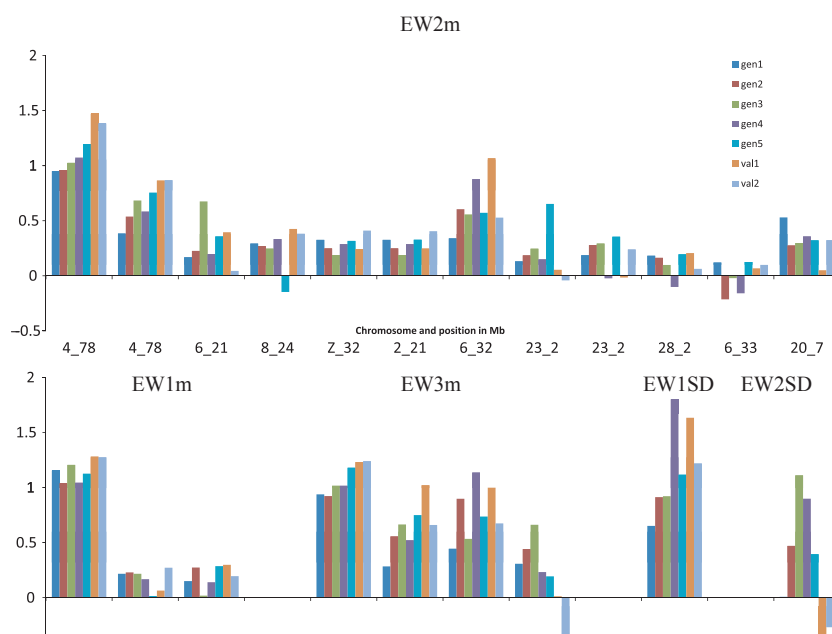 EW2m
2
1.5
1
0.5
0
−0.5
gen1
gen2
gen3
gen4
gen5
val1
val2
Chromosome and position in Mb
4_78 4_78 6_21 8_24 Z_32 2_21 6_32 23_2 23_2 28_2 6_33 20_7
EW1m EW3m EW1SD EW2SD
2
1.5
1
0.5
0